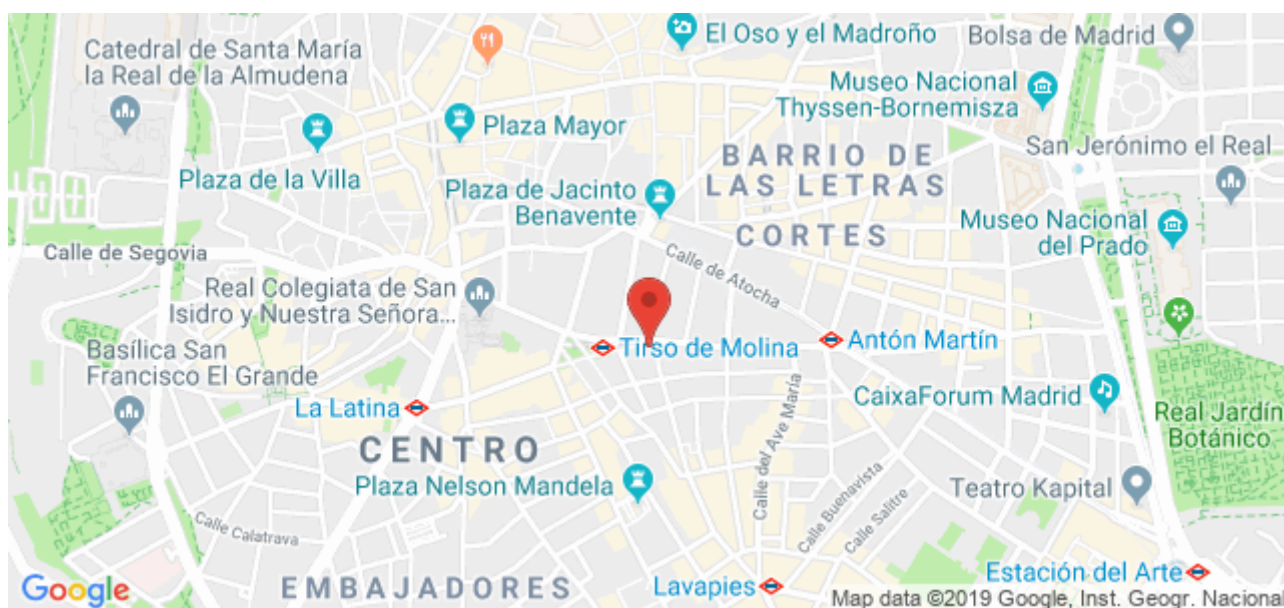 Catedral de Santa María
la Real de la Almudena
El Oso y el Madroño
Bolsa de Madrid
Museo Nacional
Thyssen-Bornemisza
Plaza Mayor
Plaza de la Villa
BARRIO DE
LAS LETRAS
CORTES
San Jerónimo el Real
Plaza de Jacinto
Benavente
Museo Nacional
del Prado
Calle de Segovia
Calle de Atocha
Real Colegiata de San
Isidro y Nuestra Señora...
Tirso de Molina
Antón Martín
Basílica San
Francisco El Grande
La Latina
CaixaForum Madrid
Calle del Ave María
Real Jardín
Botánico
CENTRO
Plaza Nelson Mandela
Teatro Kapital
Calle Buenavista
Calle Salitre
Calle Calatrava
EMBAJADORES
Lavapies
Estación del Arte
Google
Map data ©2019 Google, Inst. Geogr. Naciona